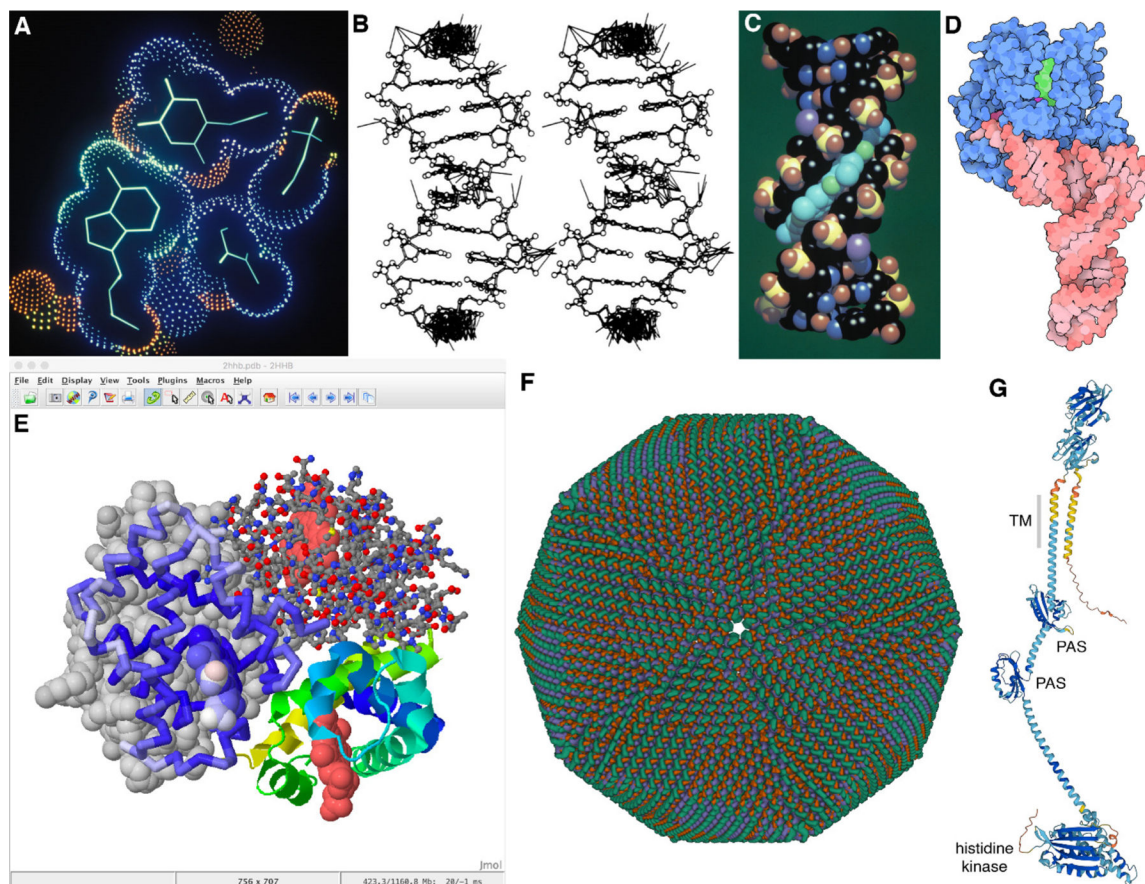 A
B
C
D
2hhb.pdb - 2HHB
File Edit Display View Tools Plugins Macros Help
E
Jmol
756 x 707
423.3/1160.8 Mb; 20/-1 ms
F
G
TM
PAS
PAS
histidine
kinase